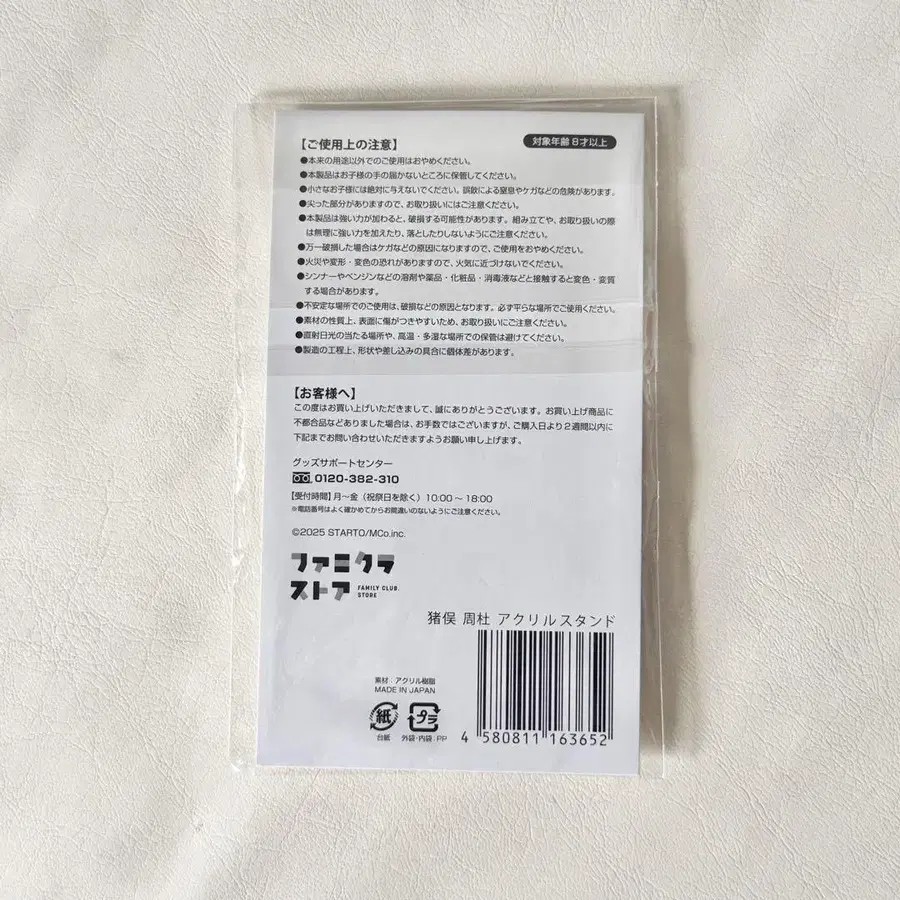 【ご使用上の注意】
対象年齢 8才以上
●本来の用途以外でのご使用はおやめください。
●本製品はお子様の手の届かないところに保管してください。
●小さなお子様には絶対に与えないでください。誤飲による窒息やケガなどの危険があります。
●尖った部分がありますので、お取り扱いにはご注意ください。
●本製品は強い力が加わると、破損する可能性があります。組み立てや、お取り扱いの際
は無理に強い力を加えたり、落としたりしないようにご注意ください。
●万一破損した場合はケガなどの原因になりますので、ご使用をおやめください。
●火災や変形・変色の恐れがありますので、火気に近づけないでください。
●シンナーやベンジンなどの溶剤や薬品・化粧品・消毒液などと接触すると変色・変質
する場合があります。
●不安定な場所でのご使用は、破損などの原因となります。必ず平らな場所でご使用ください。
●素材の性質上、表面に傷がつきやすいため、お取り扱いにご注意ください。
●直射日光の当たる場所や、高温・多湿な場所での保管は避けてください。
●製造の工程上、形状や差し込みの具合に個体差があります。
【お客様へ】
この度はお買い上げいただきまして、誠にありがとうございます。お買い上げ商品に
不都合品などありました場合は、お手数ではございますが、ご購入日より2週間以内に
下記までお問い合わせいただきますようお願い申し上げます。
グッズサポートセンター
0120-382-310
【受付時間】月～金（祝祭日を除く）10:00～18:00
※電話番号はよく確かめてからお間違いのないようにご注意ください。
©2025 STARTO/MCo.inc.
ファミクラ
ストア FAMILY CLUB.
STORE
猪俣 周杜 アクリルスタンド
素材：アクリル樹脂
MADE IN JAPAN
紙 プラ
台紙 外袋・内袋:PP
4 580811 163652